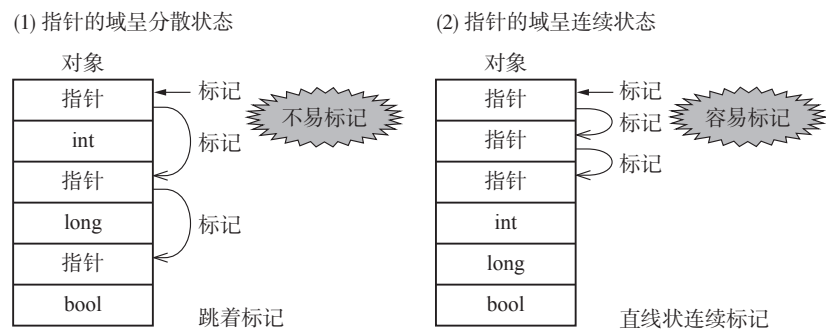 (1) 指针的域呈分散状态
对象
指针
int
指针
long
指针
bool
标记
标记
标记
不易标记
跳着标记
(2) 指针的域呈连续状态
对象
指针
指针
指针
int
long
bool
标记
标记
标记
容易标记
直线状连续标记